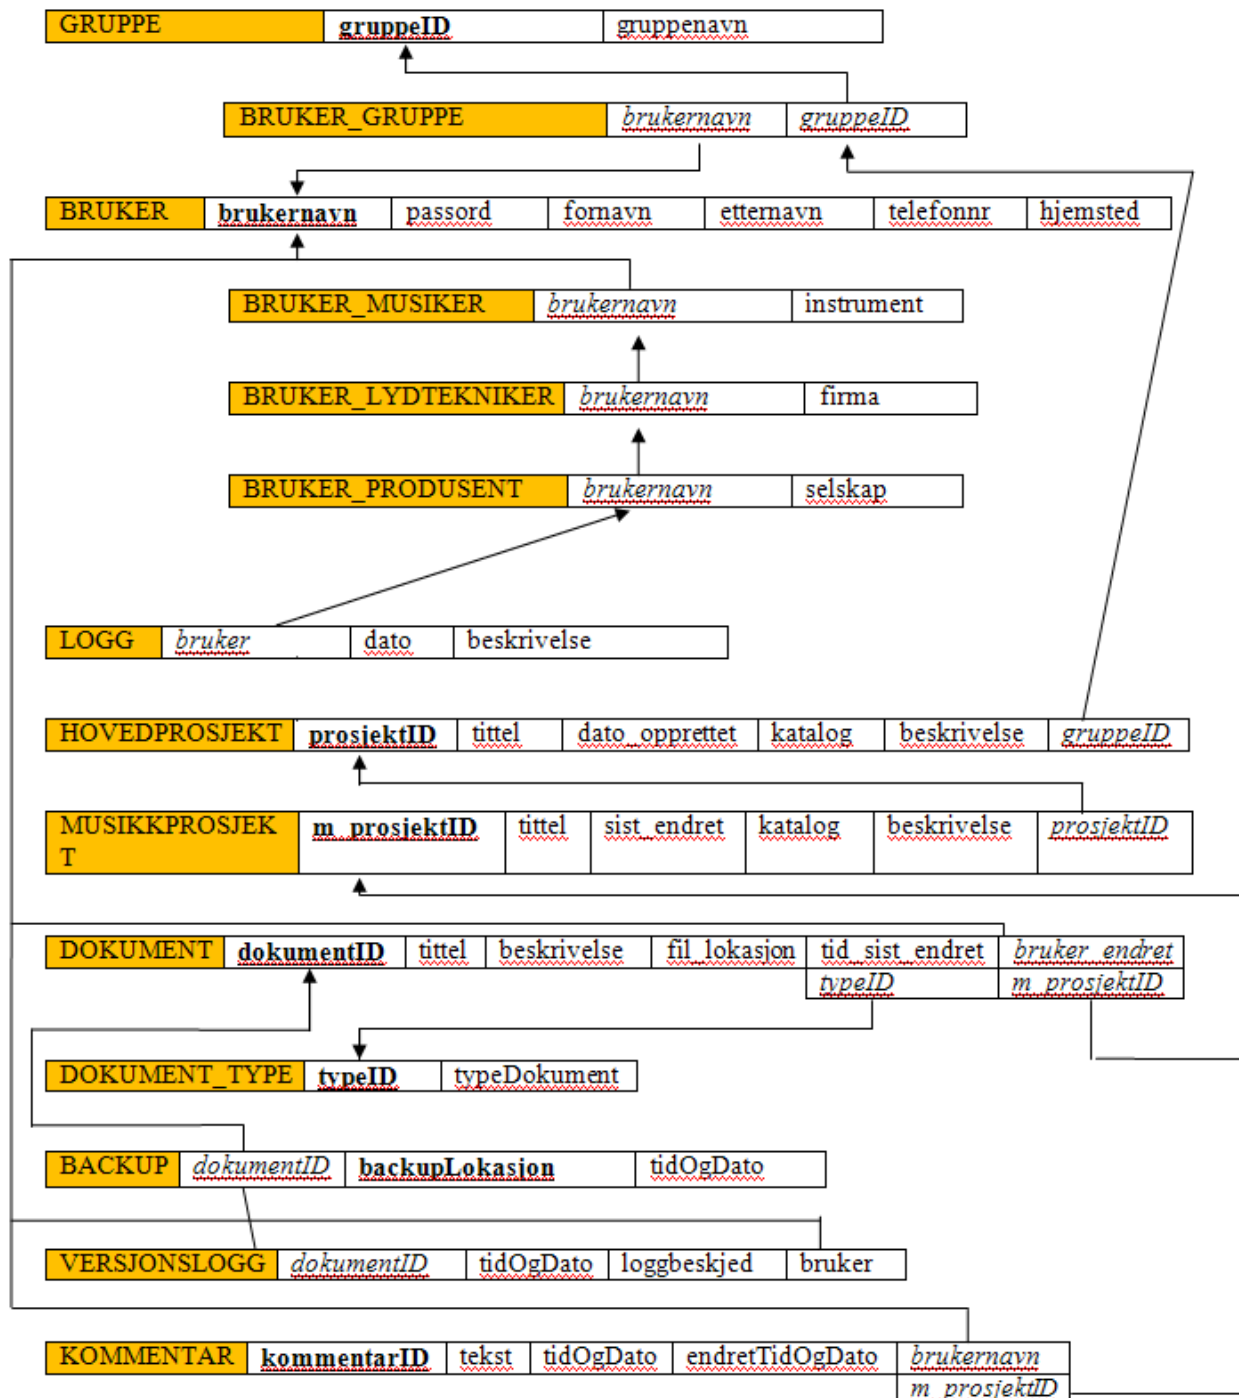 GRUPPE gruppeID gruppenavn
BRUKER_GRUPPE brukernavn gruppeID
BRUKER brukernavn passord fornavn etternavn telefonnr hjemsted
BRUKER_MUSIKER brukernavn instrument
BRUKER_LYDTEKNIKER brukernavn firma
BRUKER_PRODUSENT brukernavn selskap
LOGG bruker dato beskrivelse
HOVEDPROSJEKT prosjektID tittel dato_opprettet katalog beskrivelse gruppeID
MUSIKKPROSJEK m_prosjektID tittel sist_endret katalog beskrivelse prosjektID
T
DOKUMENT dokumentID tittel beskrivelse fil_lokasjon tid_sist_endret bruker_endret
typeID m_prosjektID
DOKUMENT_TYPE typeID typeDokument
BACKUP dokumentID backupLokasjon tidOgDato
VERSJONSLOGG dokumentID tidOgDato loggbeskjed bruker
KOMMENTAR kommentarID tekst tidOgDato endretTidOgDato brukernavn
m_prosjektID